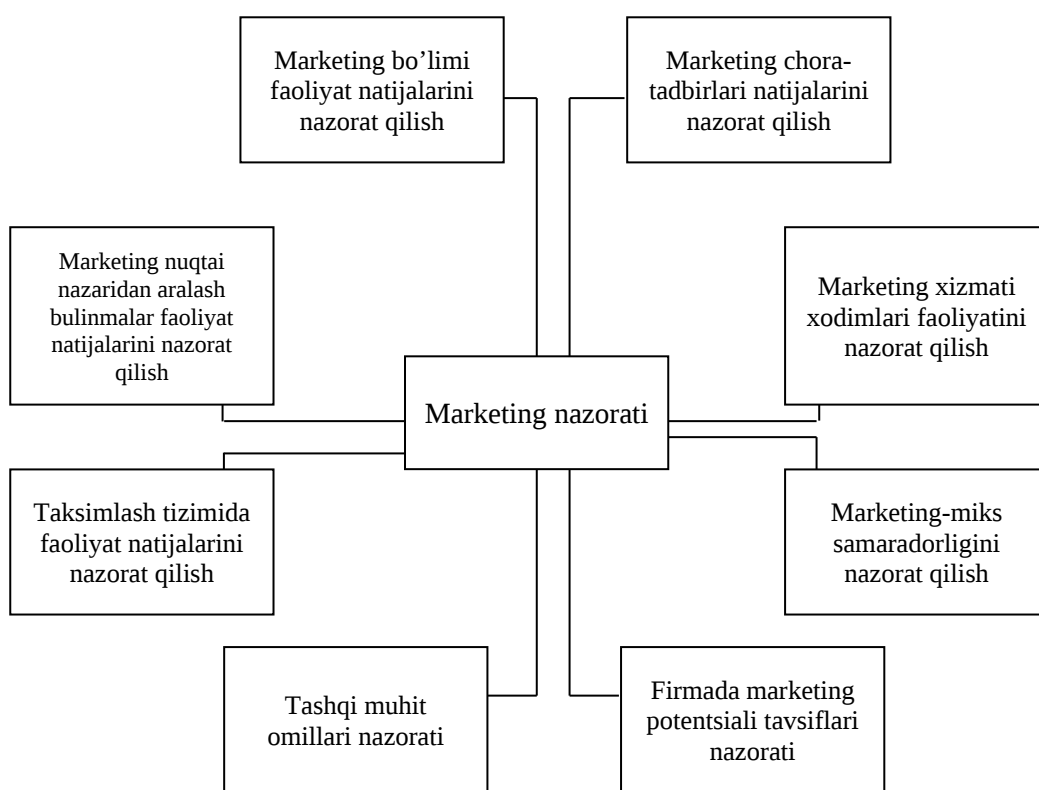 Marketing bo’limi
faoliyat natijalarini
nazorat qilish
Marketing chora-
tadbirlari natijalarini
nazorat qilish
Marketing nuqtai
nazaridan aralash
bulinmalar faoliyat
natijalarini nazorat
qilish
Marketing xizmati
xodimlari faoliyatini
nazorat qilish
Marketing nazorati
Taksimlash tizimida
faoliyat natijalarini
nazorat qilish
Marketing-miks
samaradorligini
nazorat qilish
Tashqi muhit
omillari nazorati
Firmada marketing
potentsiali tavsiflari
nazorati